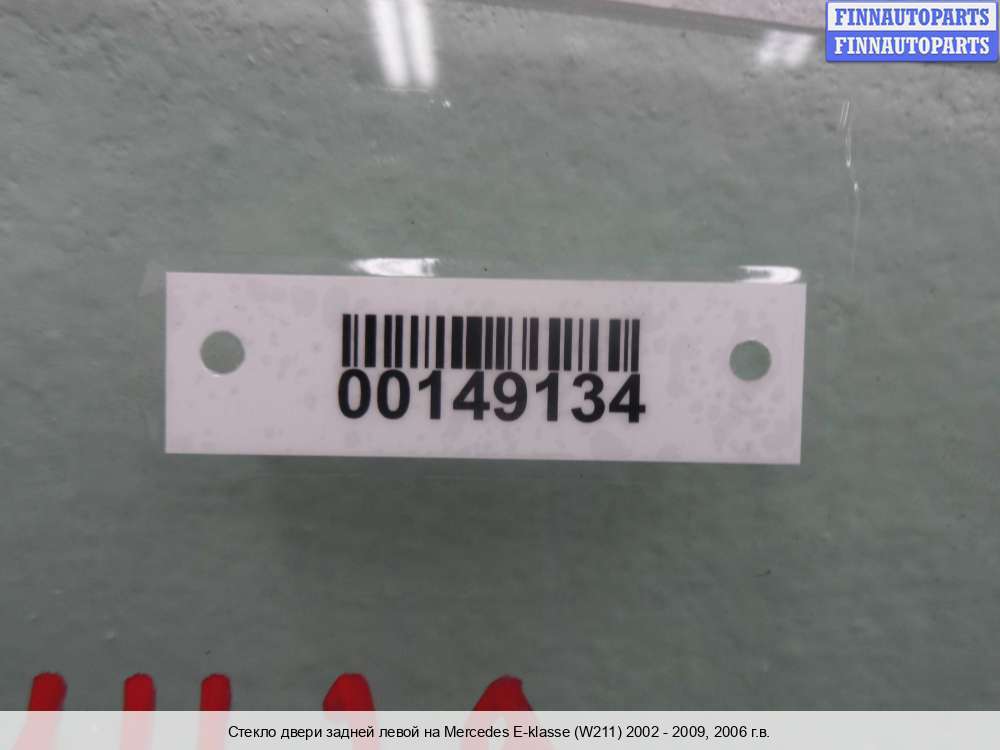 FINNAUTOPARTS
FINNAUTOPARTS
00149134
Стекло двери задней левой на Mercedes E-klasse (W211) 2002 - 2009, 2006 г.в.